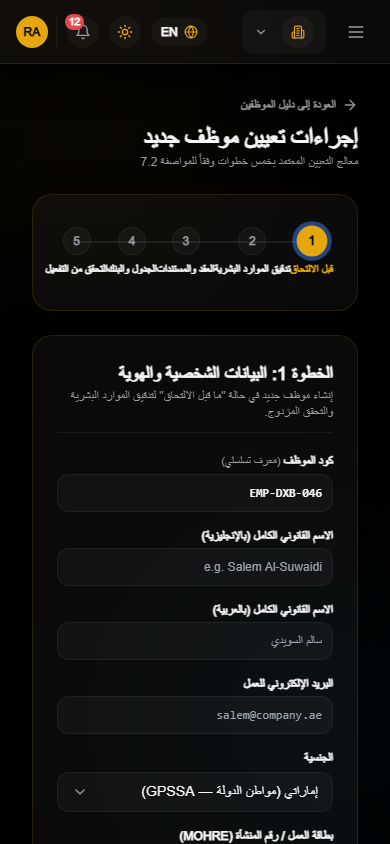 EN
12
RA
العودة إلى دليل الموظفين
إجراءات تعيين موظف جديد
معالج التعيين المعتمد بخمس خطوات وفقاً للمواصفة 7.2
1 2 3 4 5
قبل الالتحاق تدقيق الموارد البشرية العقد والمستندات الجدول والبنك التحقق من التفعيل
الخطوة 1: البيانات الشخصية والهوية
إنشاء موظف جديد في حالة "ما قبل الالتحاق" لتدقيق الموارد البشرية
والتحقق المزدوج.
كود الموظف (معرف تسلسلي)
EMP-DXB-046
الاسم القانوني الكامل (بالإنجليزية)
e.g. Salem Al-Suwaidi
الاسم القانوني الكامل (بالعربية)
سالم السويدي
البريد الإلكتروني للعمل
salem@company.ae
الجنسية
إماراتي (مواطن الدولة — GPSSA)
بطاقة العمل / رقم المنشأة (MOHRE)